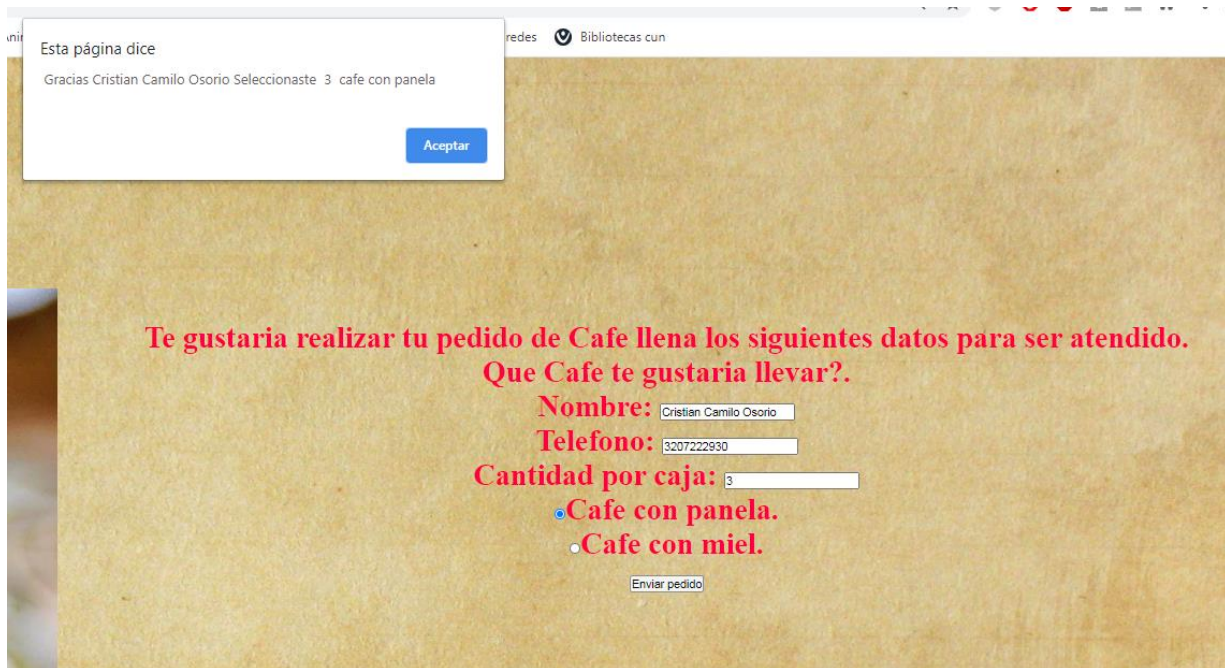 redes Bibliotecas cun
Esta página dice
Gracias Cristian Camilo Osorio Seleccionaste 3 cafe con panela
Aceptar
Te gustaria realizar tu pedido de Cafe llena los siguientes datos para ser atendido.
Que Cafe te gustaria llevar?.
Nombre: Cristian Camilo Osorio
Telefono: 3207222930
Cantidad por caja: 3
Cafe con panela.
Cafe con miel.
Enviar pedido